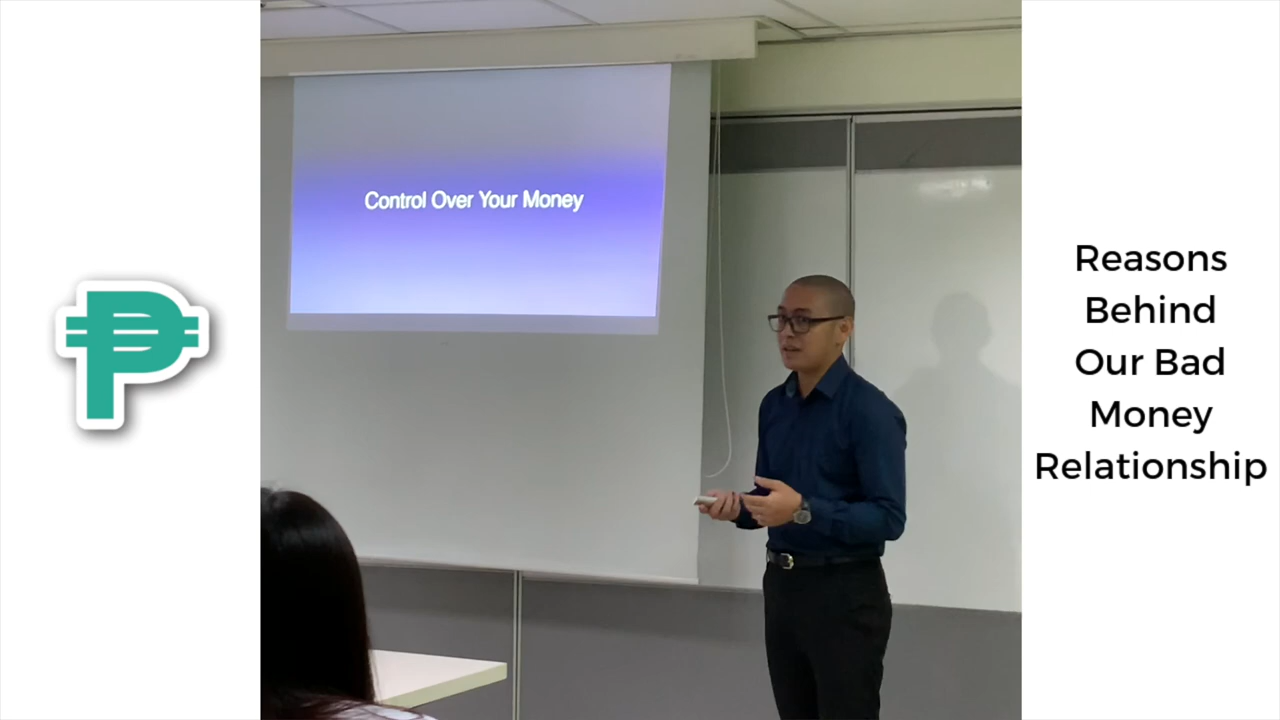 Control Over Your Money
Reasons
Behind
Our Bad
Money
Relationship